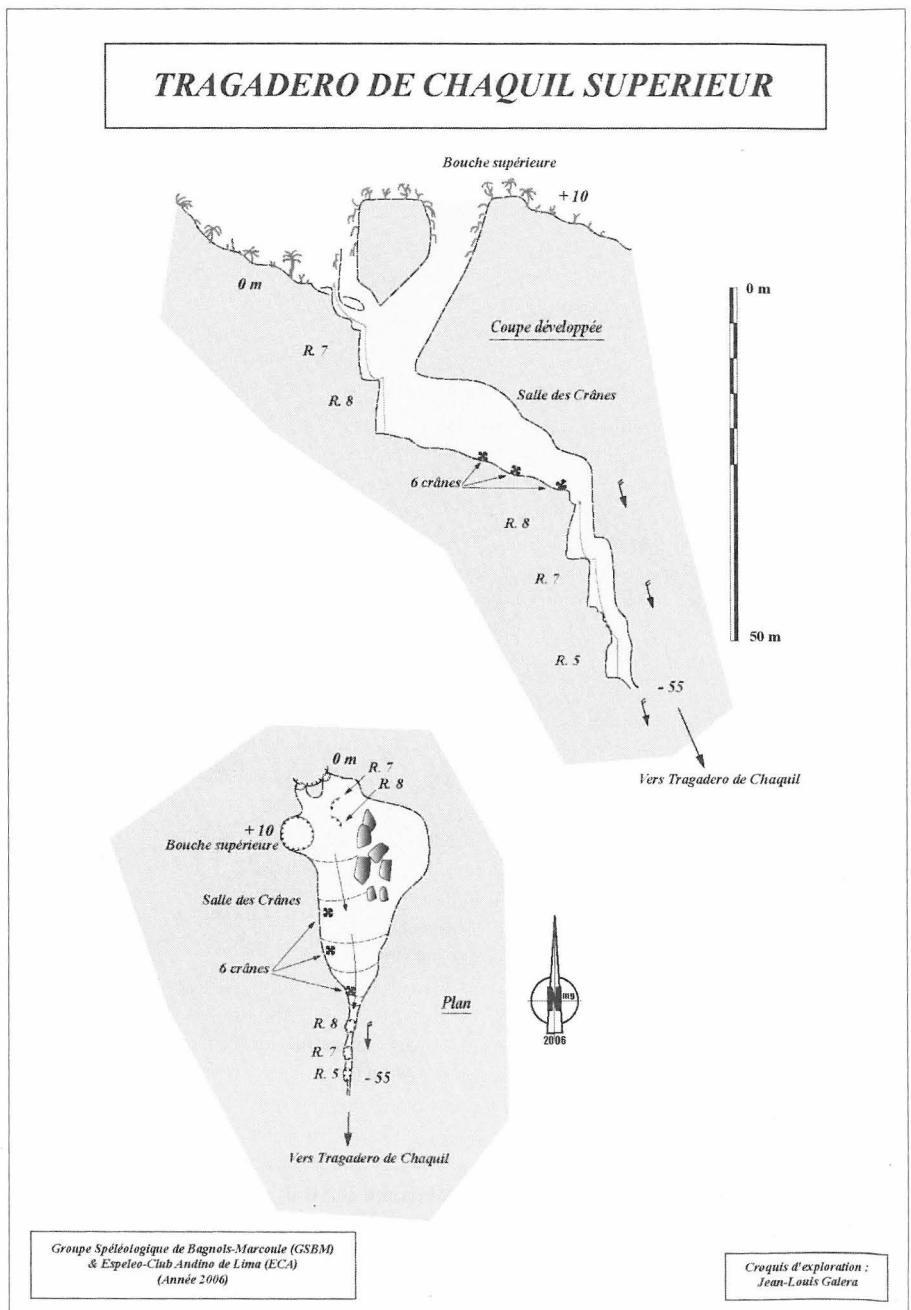 TRAGADERO DE CHAQUIL SUPERIEUR
Bouche supérieure
+10
0 m
0 m
Coupe développée
R. 7
R. 8
Salle des Crânes
6 crânes
R. 8
R. 7
50 m
R. 5
- 55
Vers Tragadero de Chaquil
0 m
R. 7
R. 8
+10
Bouche supérieure
Salle des Crânes
6 crânes
Plan
N mg
2006
R. 8
R. 7
R. 5
- 55
Vers Tragadero de Chaquil
Groupe Spéléologique de Bagnols-Marcoule (GSBM)
& Espeleo-Club Andino de Lima (ECA)
(Année 2006)
Croquis d'exploration :
Jean-Louis Galera